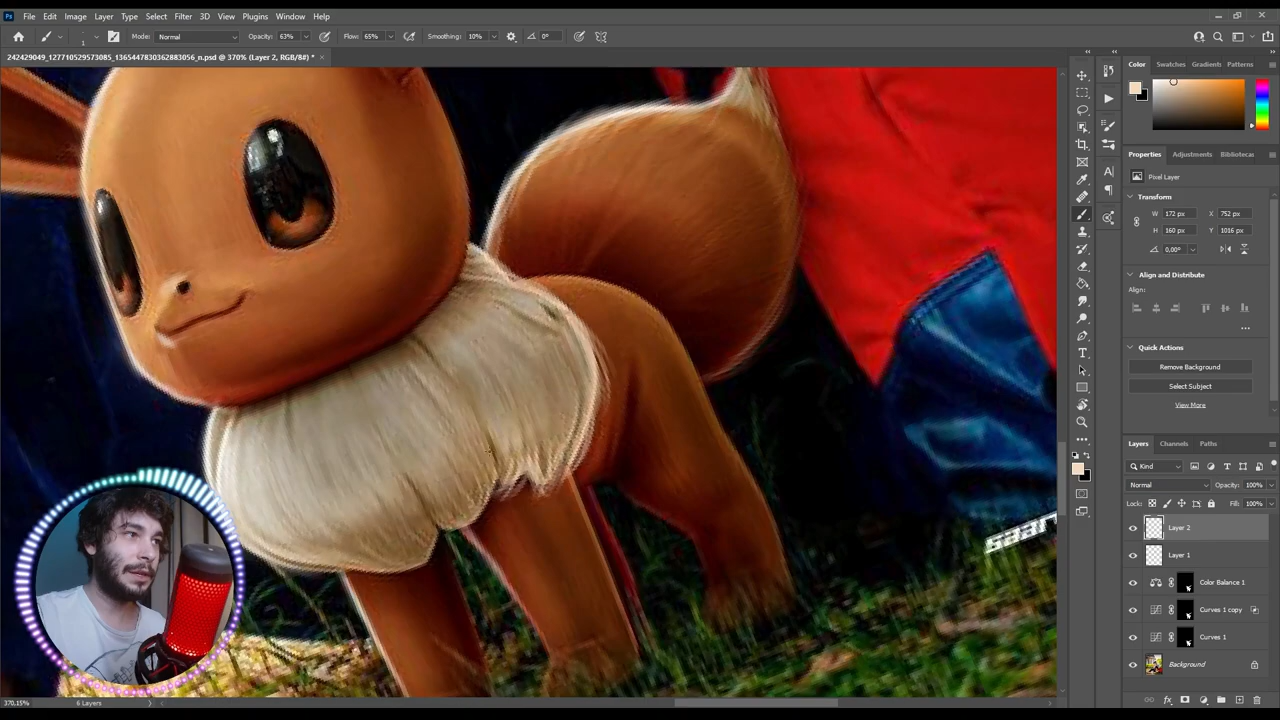 Ps File Edit Image Layer Type Select Filter 3D View Plugins Window Help
1 Mode: Normal Opacity: 63% Flow: 65% Smoothing: 10% 0°
242429049_127710529573085_1365447830362883056_n.psd @ 370% (Layer 2, RGB/8#) *
Color Swatches Gradients Patterns
Properties Adjustments Bibliotecas
Pixel Layer
Transform
W 172 px X 752 px
H 160 px Y 1016 px
0,00°
Align and Distribute
Align:
Quick Actions
Remove Background
Select Subject
View More
Layers Channels Paths
Kind
Normal Opacity: 100%
Lock: Fill: 100%
Layer 2
Layer 1
Color Balance 1
Curves 1 copy
Curves 1
Background
370.15% 6 Layers